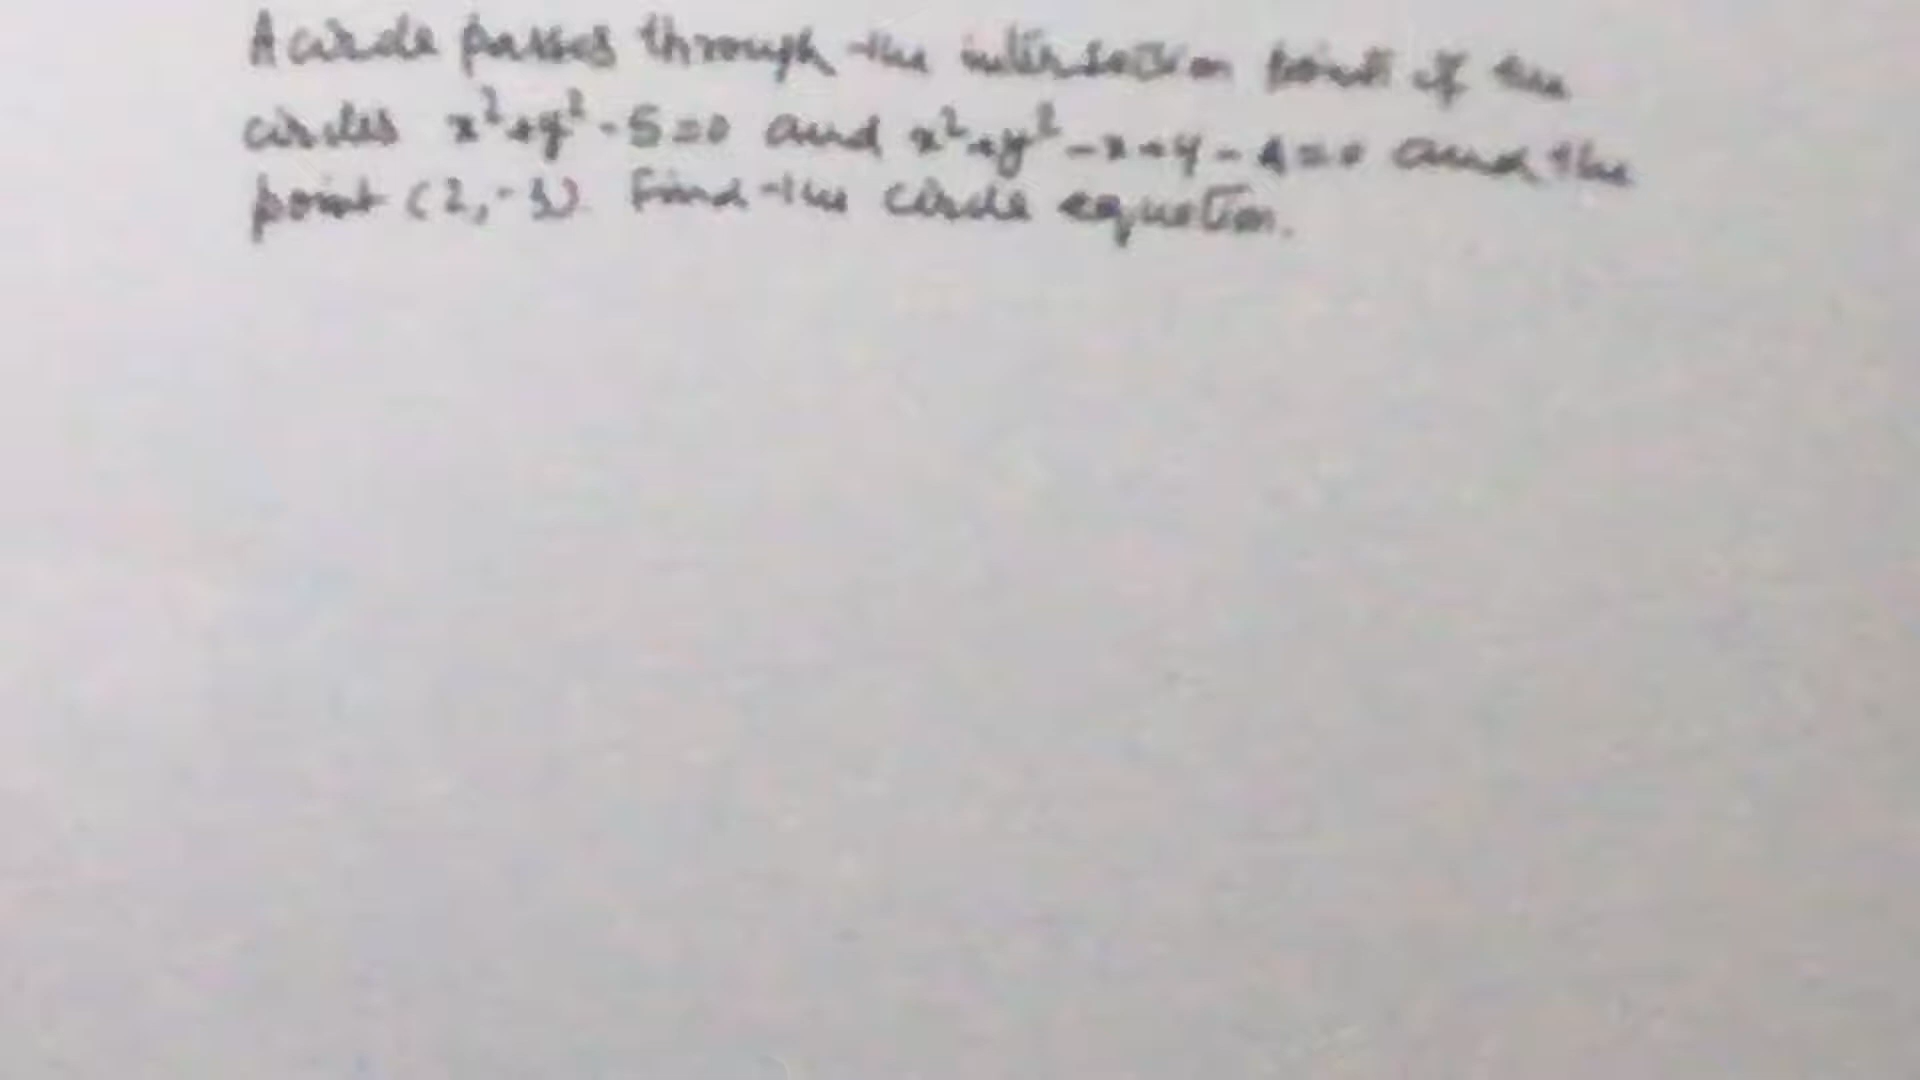 A circle passes through the intersection point of the
circles x²+y²-5=0 and x²+y²-x+y-4=0 and the
point (2,-3). Find the circle equation.